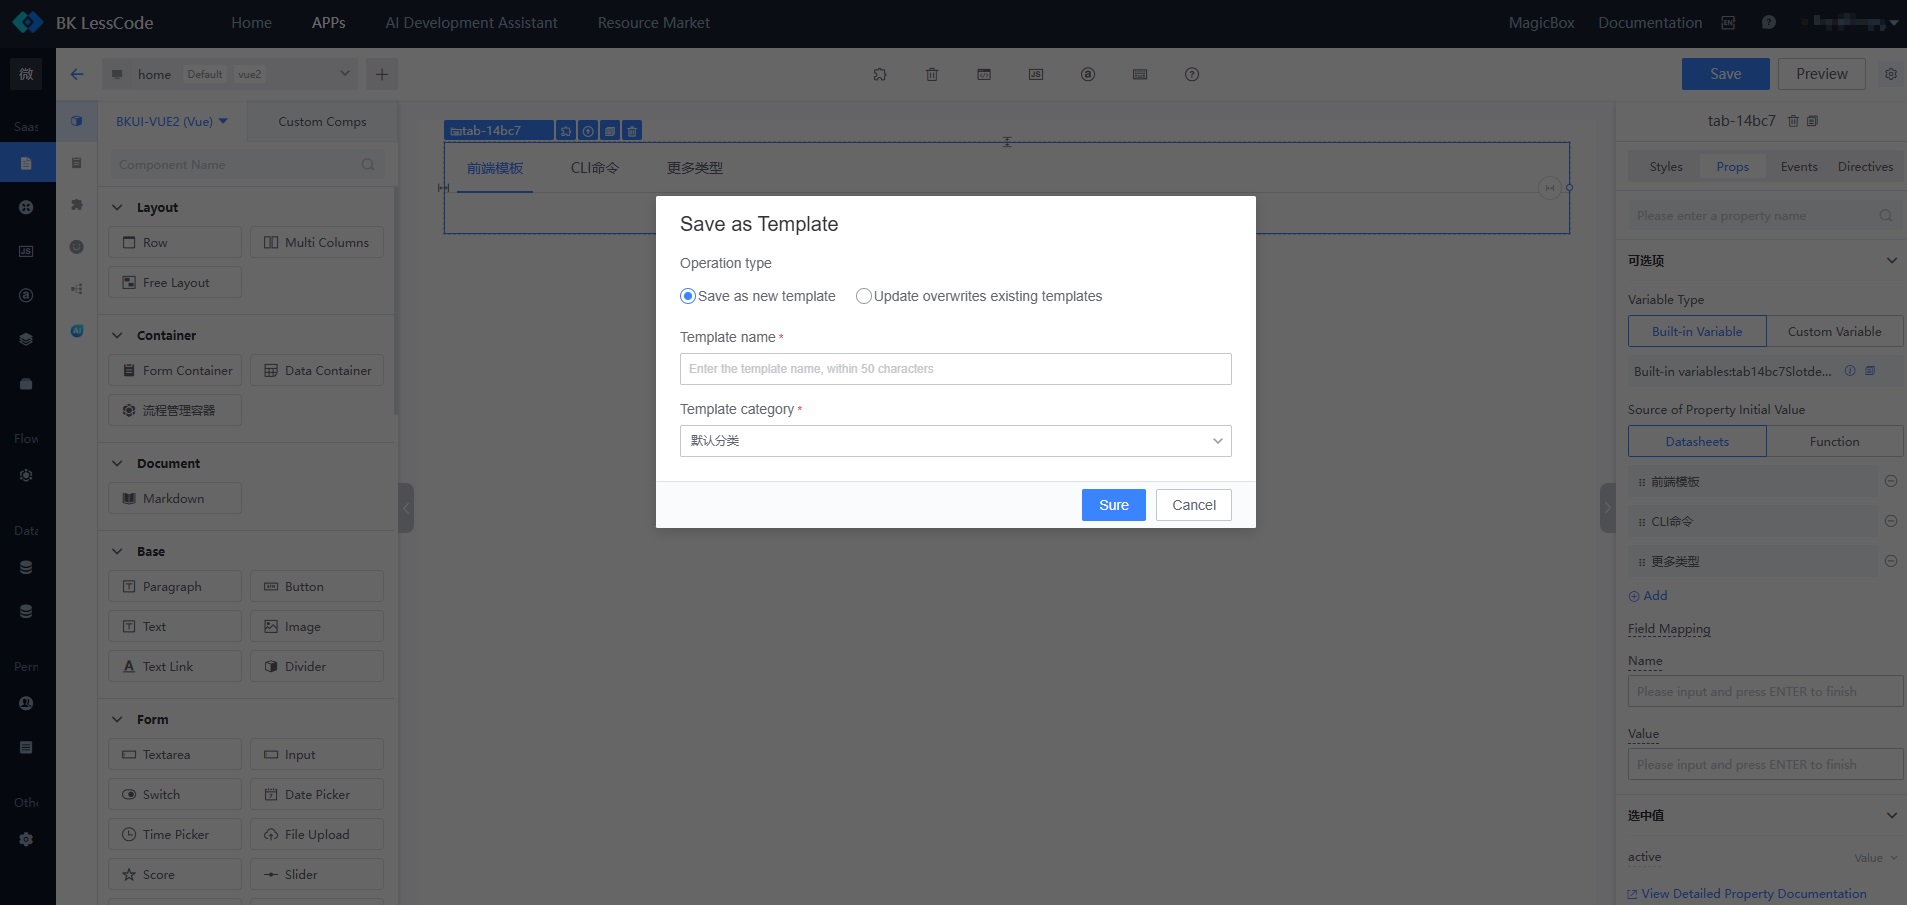 BK LessCode
Home
APPs
AI Development Assistant
Resource Market
MagicBox
Documentation
EN
微
home
Default
vue2
JS
Save
Preview
Saas
Flow
Data
Perm
Othe
JS
AI
BKUI-VUE2 (Vue)
Custom Comps
Component Name
Layout
Row
Multi Columns
Free Layout
Container
Form Container
Data Container
流程管理容器
Document
Markdown
Base
Paragraph
Button
Text
Image
Text Link
Divider
Form
Textarea
Input
Switch
Date Picker
Time Picker
File Upload
Score
Slider
tab-14bc7
前端模板
CLI命令
更多类型
Save as Template
Operation type
Save as new template
Update overwrites existing templates
Template name *
Enter the template name, within 50 characters
Template category *
默认分类
Sure
Cancel
tab-14bc7
Styles
Props
Events
Directives
Please enter a property name
可选项
Variable Type
Built-in Variable
Custom Variable
Built-in variables:tab14bc7Slotde...
Source of Property Initial Value
Datasheets
Function
前端模板
CLI命令
更多类型
Add
Field Mapping
Name
Please input and press ENTER to finish
Value
Please input and press ENTER to finish
选中值
active
Value
View Detailed Property Documentation